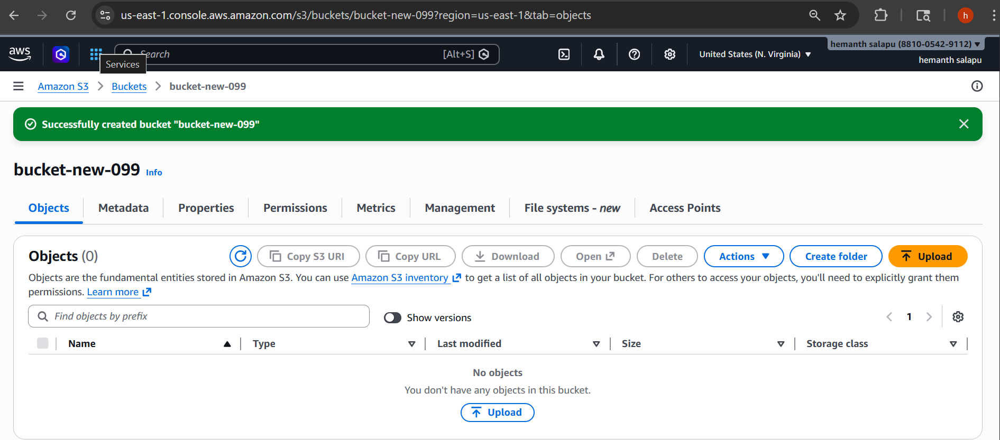 us-east-1.console.aws.amazon.com/s3/buckets/bucket-new-099?region=us-east-1&tab=objects
h
aws
Search
[Alt+S]
United States (N. Virginia)
hemanth salapu (8810-0542-9112)
hemanth salapu
Services
Amazon S3 > Buckets > bucket-new-099
Successfully created bucket "bucket-new-099"
bucket-new-099 Info
Objects Metadata Properties Permissions Metrics Management File systems - new Access Points
Objects (0) Copy S3 URI Copy URL Download Open Delete Actions Create folder Upload
Objects are the fundamental entities stored in Amazon S3. You can use Amazon S3 inventory to get a list of all objects in your bucket. For others to access your objects, you'll need to explicitly grant them
permissions. Learn more
Find objects by prefix
Show versions
1
Name Type Last modified Size Storage class
No objects
You don't have any objects in this bucket.
Upload